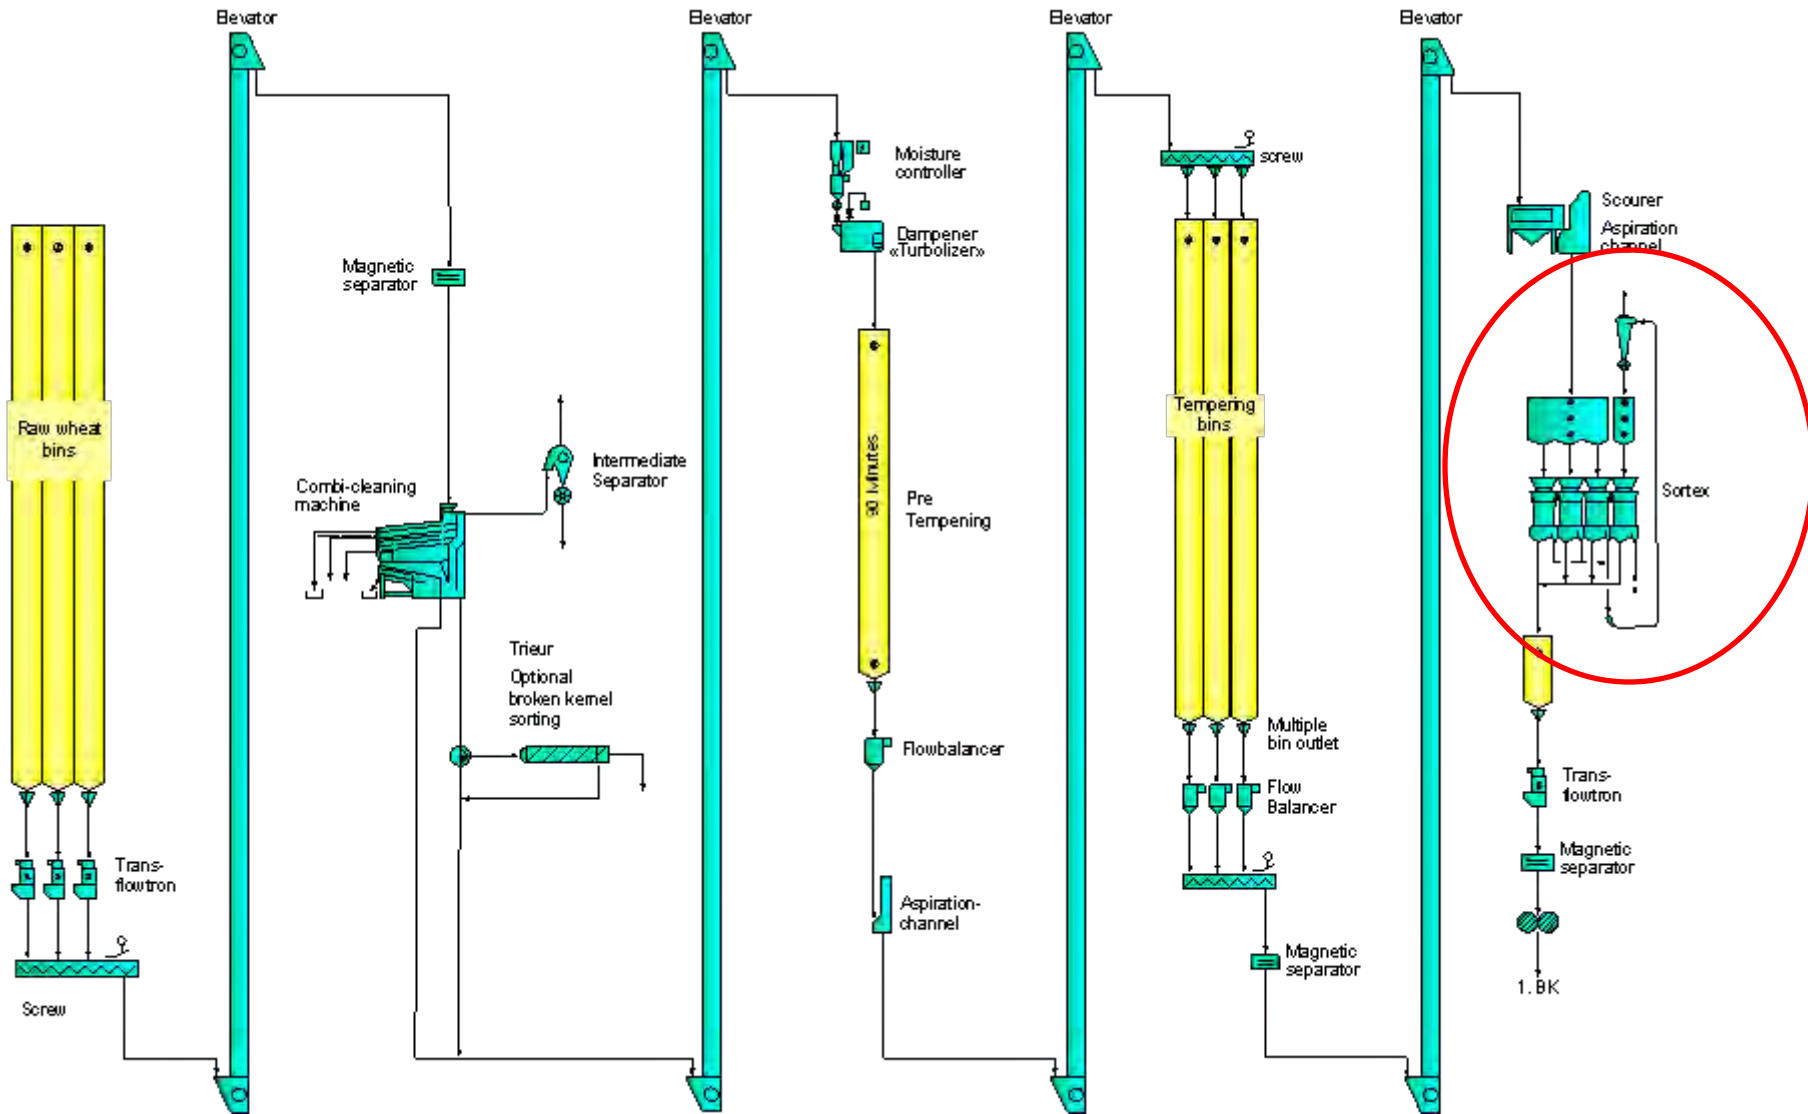 Elevator
Elevator
Elevator
Elevator
Raw wheat
bins
Trans-
flowtron
Screw
Magnetic
separator
Combi-cleaning
machine
Intermediate
Separator
Trieur
Optional
broken kernel
sorting
Moisture
controller
Dampener
«Turbolizer»
90 Minutes
Pre
Tempening
Flowbalancer
Aspiration-
channel
screw
Tempering
bins
Multiple
bin outlet
Flow
Balancer
Magnetic
separator
Scourer
Aspiration
channel
Sortex
Trans-
flowtron
Magnetic
separator
1. BK